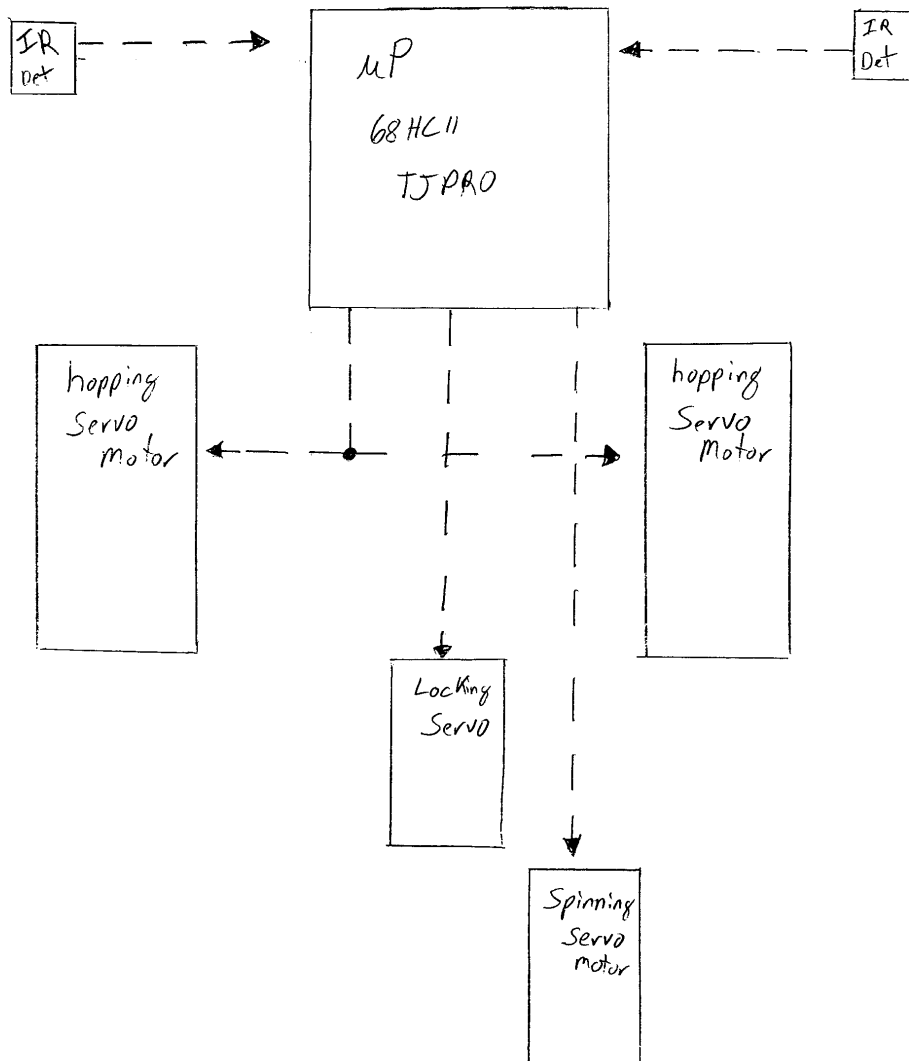 IR
Det
μP
68HC11
TJPRO
IR
Det
hopping
Servo
Motor
hopping
Servo
Motor
Locking
Servo
Spinning
Servo
motor